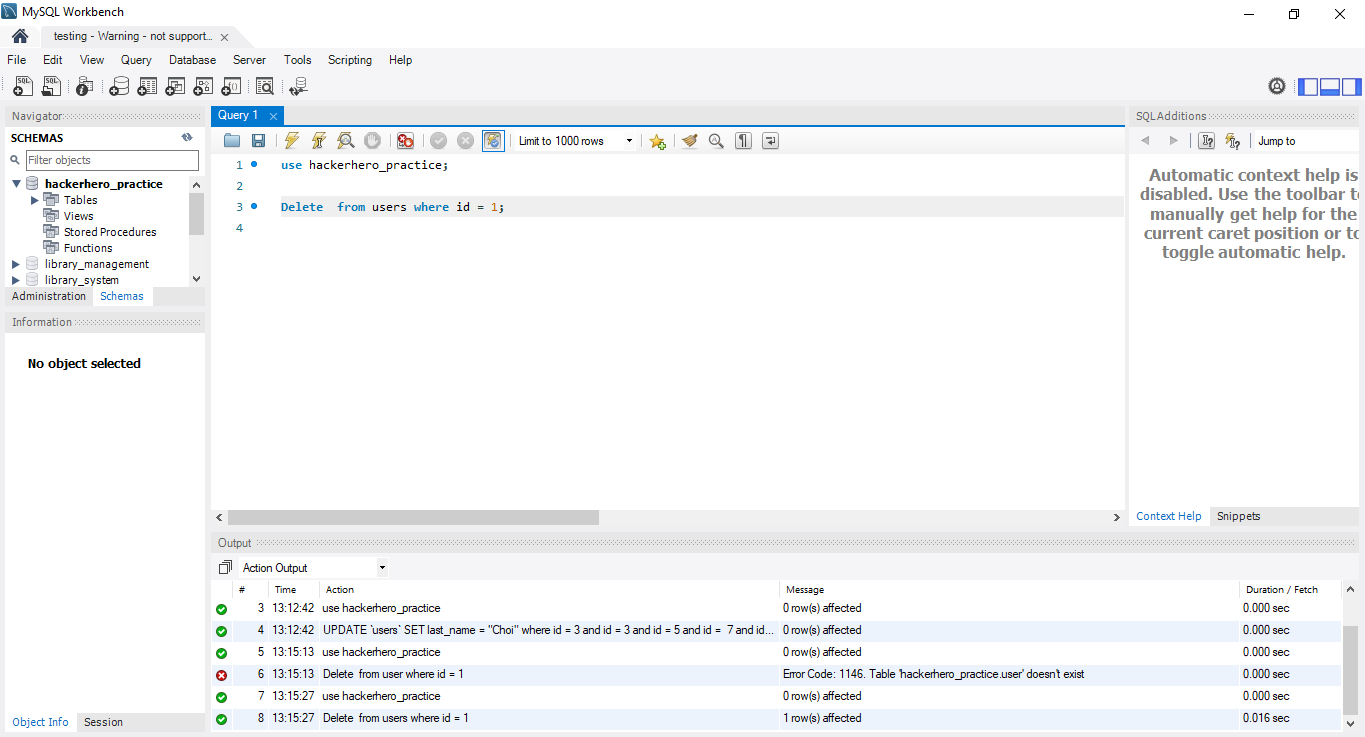 MySQL Workbench
testing - Warning - not support...
File Edit View Query Database Server Tools Scripting Help
Navigator
SCHEMAS
Filter objects
hackerhero_practice
Tables
Views
Stored Procedures
Functions
library_management
library_system
Administration Schemas
Information
No object selected
Object Info Session
Query 1
Limit to 1000 rows
1 use hackerhero_practice;
2
3 Delete  from users where id = 1;
4
SQLAdditions
Jump to
Automatic context help is
disabled. Use the toolbar to
manually get help for the
current caret position or to
toggle automatic help.
Context Help Snippets
Output
Action Output
# Time Action Message Duration / Fetch
3 13:12:42 use hackerhero_practice 0 row(s) affected 0.000 sec
4 13:12:42 UPDATE `users` SET last_name = "Choi" where id = 3 and id = 3 and id = 5 and id =  7 and id... 0 row(s) affected 0.000 sec
5 13:15:13 use hackerhero_practice 0 row(s) affected 0.000 sec
6 13:15:13 Delete  from user where id = 1 Error Code: 1146. Table 'hackerhero_practice.user' doesn't exist 0.000 sec
7 13:15:27 use hackerhero_practice 0 row(s) affected 0.000 sec
8 13:15:27 Delete  from users where id = 1 1 row(s) affected 0.016 sec